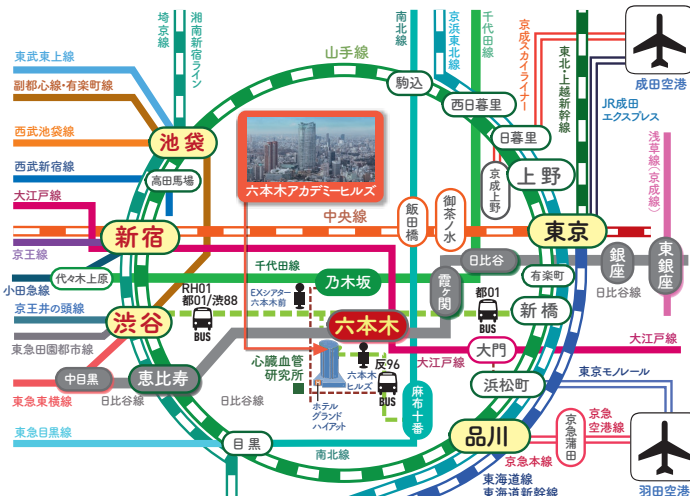 埼京線
湘南新宿ライン
南北線
京浜東北線
千代田線
京成スカイライナー
東北・上越新幹線
成田空港
JR成田
エクスプレス
浅草線(京成線)
山手線
駒込
西日暮里
日暮里
京成上野
上野
東武東上線
副都心線・有楽町線
西武池袋線
西武新宿線
大江戸線
池袋
高田馬場
六本木アカデミーヒルズ
中央線
飯田橋
御茶ノ水
東京
新宿
京王線
小田急線
代々木上原
千代田線
乃木坂
日比谷
霞ヶ関
有楽町
銀座
東銀座
日比谷線
京王井の頭線
渋谷
RH01
都01/渋88
BUS
EXシアター
六本木前
六本木
都01
BUS
新橋
東急田園都市線
大江戸線
大門
大江戸線
心臓血管
研究所
六本木
ヒルズ
反96
BUS
ホテル
グランド
ハイアット
麻布十番
浜松町
東京モノレール
中目黒
恵比寿
東急東横線
日比谷線
日比谷線
東急目黒線
目黒
南北線
品川
京急蒲田
京急
空港線
京急本線
東海道線
東海道新幹線
羽田空港